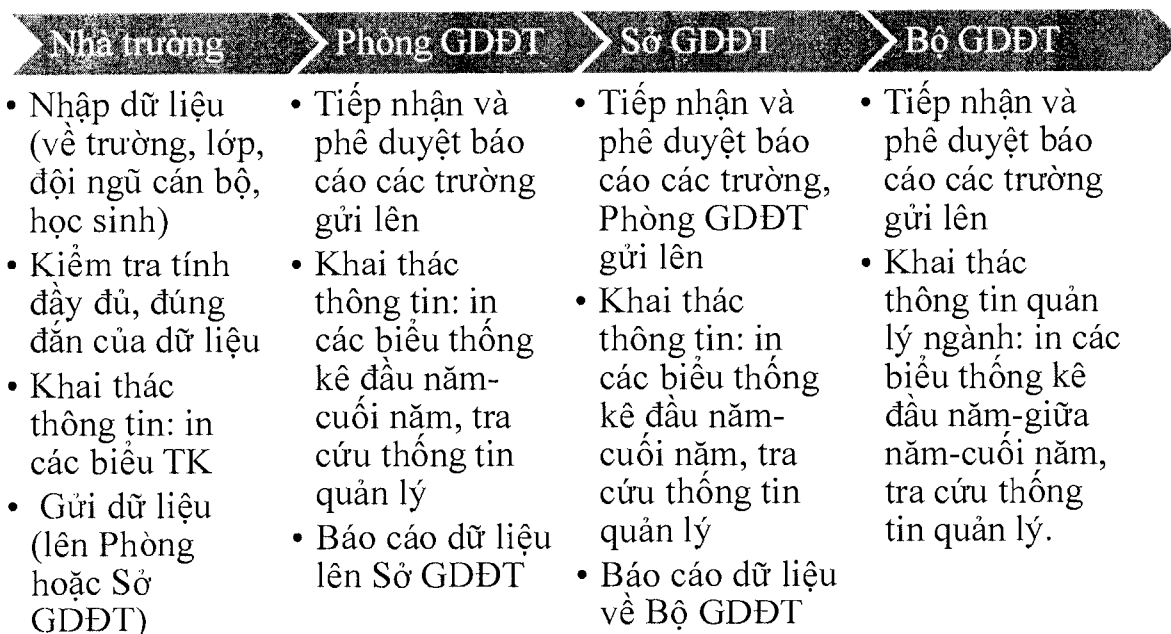 Nhà trường
Phòng GDĐT
Sở GDĐT
Bộ GDĐT
• Nhập dữ liệu
(về trường, lớp,
đội ngũ cán bộ,
học sinh)
• Kiểm tra tính
đầy đủ, đúng
đắn của dữ liệu
• Khai thác
thông tin: in
các biểu TK
• Gửi dữ liệu
(lên Phòng
hoặc Sở
GDĐT)
• Tiếp nhận và
phê duyệt báo
cáo các trường
gửi lên
• Khai thác
thông tin: in
các biểu thống
kê đầu năm-
cuối năm, tra
cứu thống tin
quản lý
• Báo cáo dữ liệu
lên Sở GDĐT
• Tiếp nhận và
phê duyệt báo
cáo các trường,
Phòng GDĐT
gửi lên
• Khai thác
thông tin: in
các biểu thống
kê đầu năm-
cuối năm, tra
cứu thống tin
quản lý
• Báo cáo dữ liệu
về Bộ GDĐT
• Tiếp nhận và
phê duyệt báo
cáo các trường
gửi lên
• Khai thác
thông tin quản
lý ngành: in các
biểu thống kê
đầu năm-giữa
năm-cuối năm,
tra cứu thống
tin quản lý.